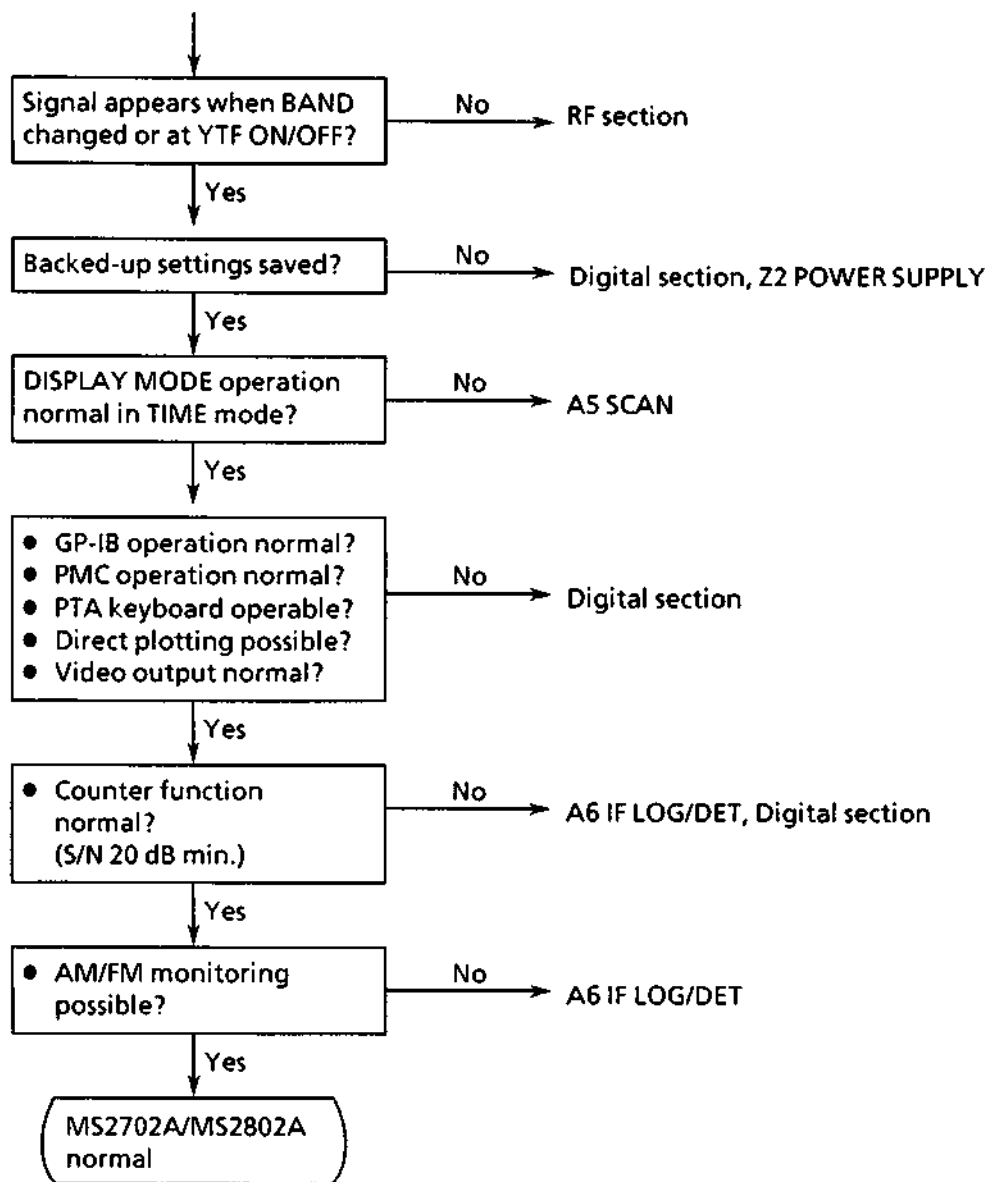 Signal appears when BAND
changed or at YTF ON/OFF?
No
RF section
Yes
Backed-up settings saved?
No
Digital section, Z2 POWER SUPPLY
Yes
DISPLAY MODE operation
normal in TIME mode?
No
A5 SCAN
Yes
● GP-IB operation normal?
● PMC operation normal?
● PTA keyboard operable?
● Direct plotting possible?
● Video output normal?
No
Digital section
Yes
● Counter function
normal?
(S/N 20 dB min.)
No
A6 IF LOG/DET, Digital section
Yes
● AM/FM monitoring
possible?
No
A6 IF LOG/DET
Yes
MS2702A/MS2802A
normal